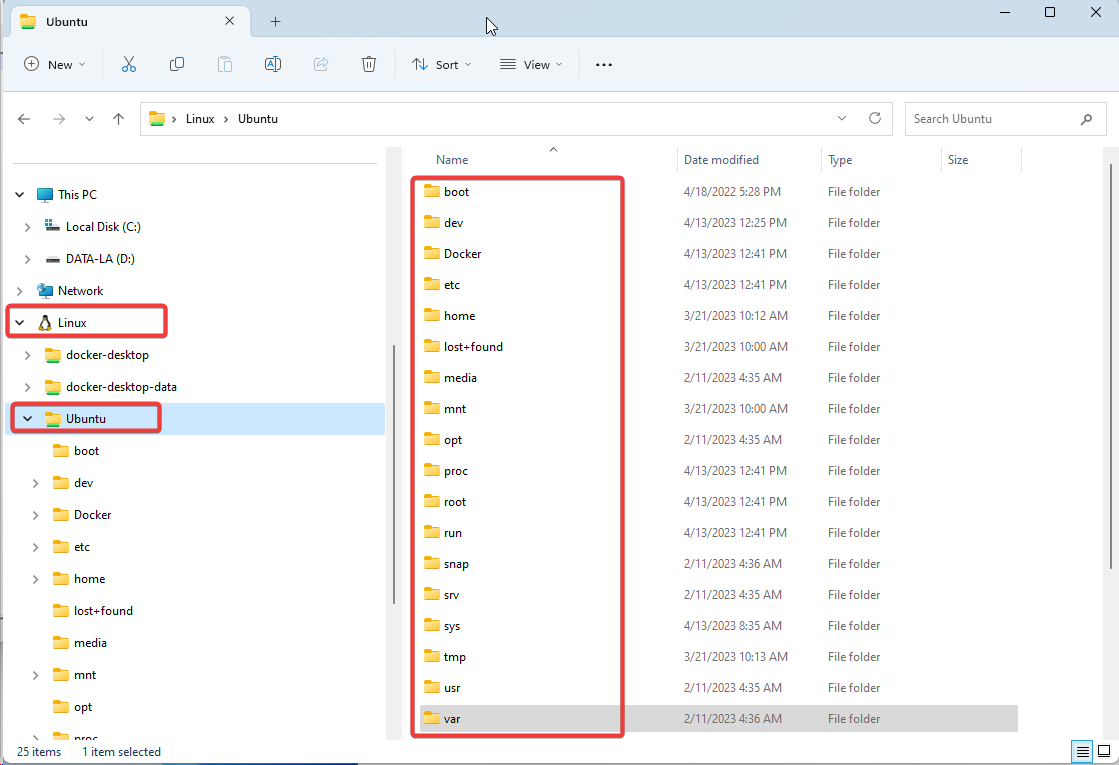 Ubuntu
New
Sort
View
Linux > Ubuntu
Search Ubuntu
This PC
Local Disk (C:)
DATA-LA (D:)
Network
Linux
docker-desktop
docker-desktop-data
Ubuntu
boot
dev
Docker
etc
home
lost+found
media
mnt
opt
proc
Name Date modified Type Size
boot 4/18/2022 5:28 PM File folder
dev 4/13/2023 12:25 PM File folder
Docker 4/13/2023 12:41 PM File folder
etc 4/13/2023 12:41 PM File folder
home 3/21/2023 10:12 AM File folder
lost+found 3/21/2023 10:00 AM File folder
media 2/11/2023 4:35 AM File folder
mnt 3/21/2023 10:00 AM File folder
opt 2/11/2023 4:35 AM File folder
proc 4/13/2023 12:41 PM File folder
root 4/13/2023 12:41 PM File folder
run 4/13/2023 12:41 PM File folder
snap 2/11/2023 4:36 AM File folder
srv 2/11/2023 4:35 AM File folder
sys 4/13/2023 8:35 AM File folder
tmp 3/21/2023 10:13 AM File folder
usr 2/11/2023 4:35 AM File folder
var 2/11/2023 4:36 AM File folder
25 items 1 item selected